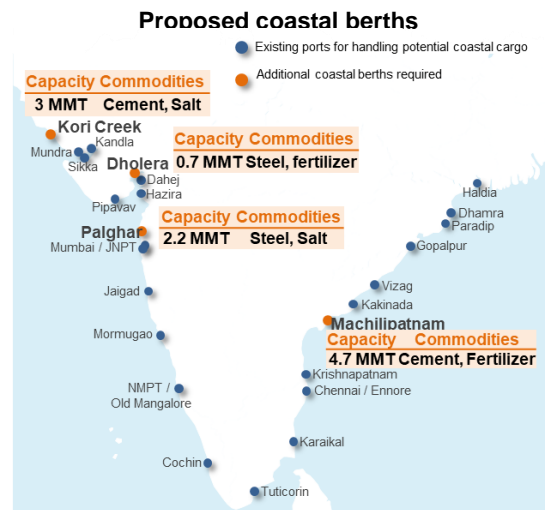 Proposed coastal berths
Existing ports for handling potential coastal cargo
Additional coastal berths required
Capacity Commodities
3 MMT Cement, Salt
Kori Creek
Kandla
Mundra
Sikka
Capacity Commodities
0.7 MMT Steel, fertilizer
Dholera
Dahej
Hazira
Pipavav
Capacity Commodities
2.2 MMT Steel, Salt
Palghar
Mumbai / JNPT
Haldia
Dhamra
Paradip
Gopalpur
Jaigad
Vizag
Kakinada
Machilipatnam
Capacity Commodities
4.7 MMT Cement, Fertilizer
Mormugao
Krishnapatnam
Chennai / Ennore
NMPT /
Old Mangalore
Karaikal
Cochin
Tuticorin